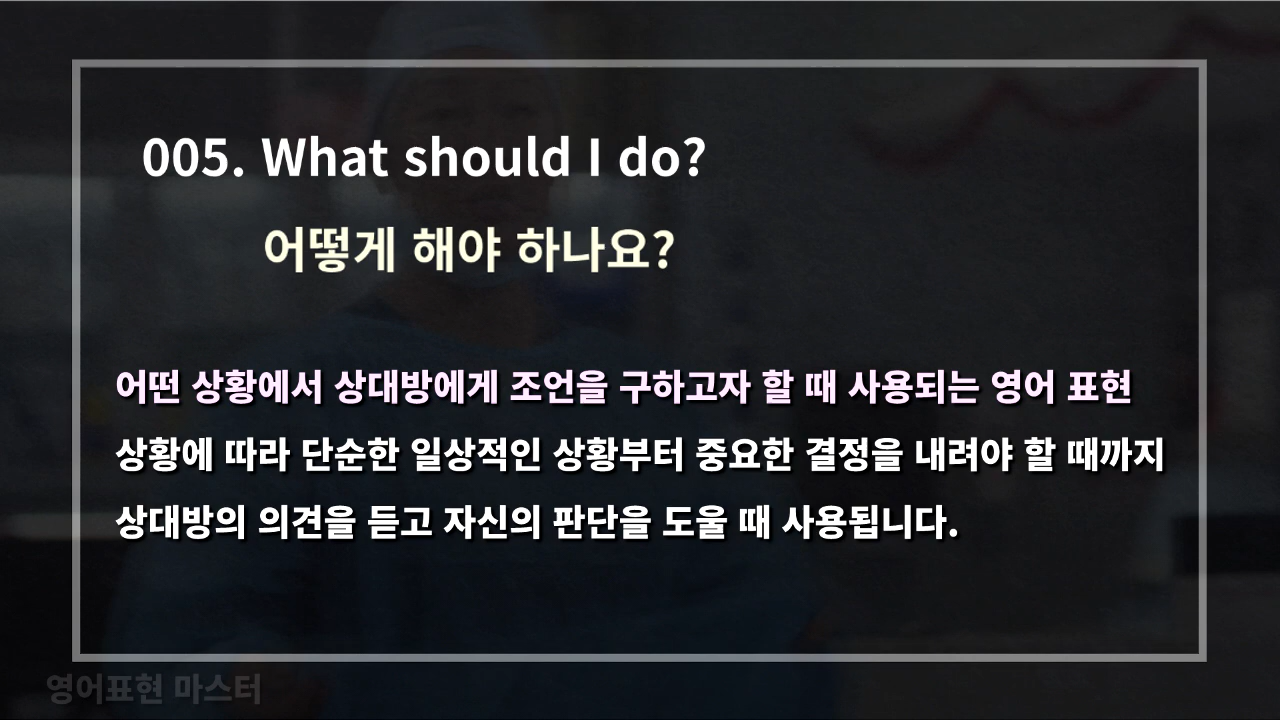 005. What should I do?
어떻게 해야 하나요?
어떤 상황에서 상대방에게 조언을 구하고자 할 때 사용되는 영어 표현
상황에 따라 단순한 일상적인 상황부터 중요한 결정을 내려야 할 때까지
상대방의 의견을 듣고 자신의 판단을 도울 때 사용됩니다.
영어표현 마스터